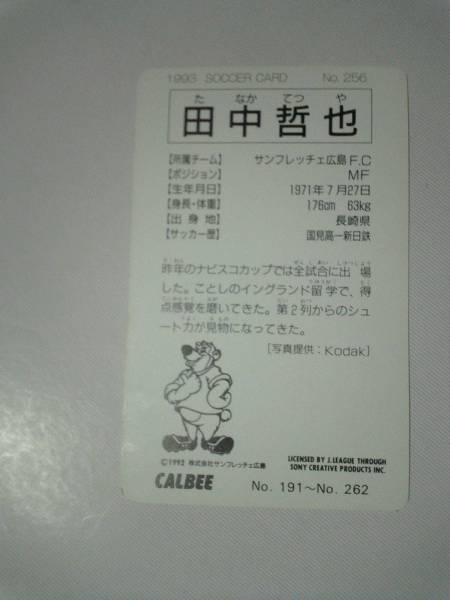 1993 SOCCER CARD No. 256
た なか てつ や
田中哲也
【所属チーム】 サンフレッチェ広島F.C
【ポジション】 MF
【生年月日】 1971年7月27日
【身長・体重】 176cm 63kg
【出身地】 長崎県
【サッカー歴】 国見高―新日鉄
昨年のナビスコカップでは全試合に出場
した。ことしのイングランド留学で、得
点感覚を磨いてきた。第2列からのシュ
ート力が見物になってきた。
〔写真提供：Kodak〕
©1992 株式会社サンフレッチェ広島
LICENSED BY J.LEAGUE THROUGH
SONY CREATIVE PRODUCTS INC.
CALBEE No. 191～No. 262